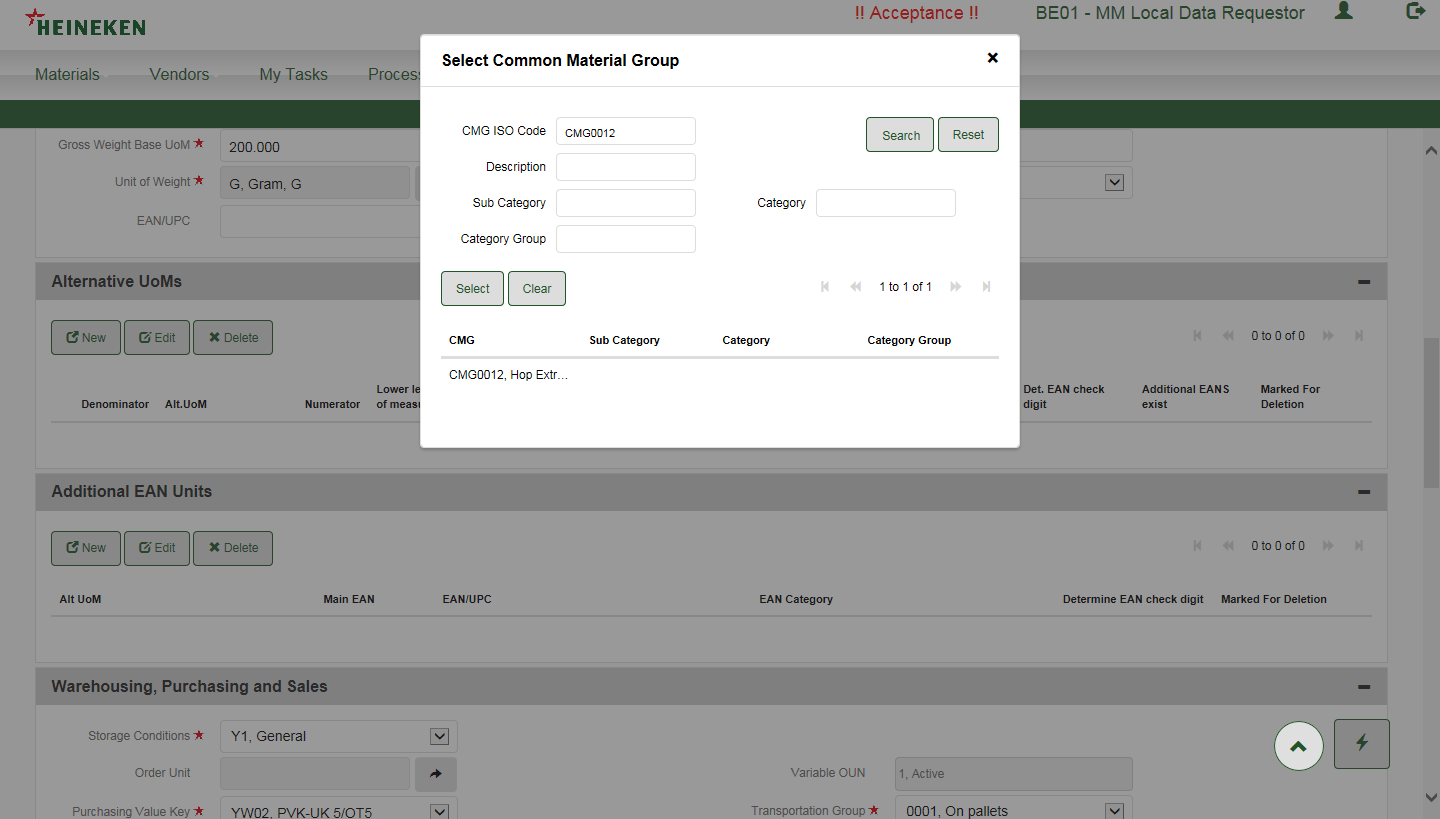 HEINEKEN
!! Acceptance !!
BE01 - MM Local Data Requestor
Materials
Vendors
My Tasks
Proces
Select Common Material Group
CMG ISO Code
CMG0012
Search
Reset
Description
Sub Category
Category
Category Group
Select
Clear
1 to 1 of 1
CMG
Sub Category
Category
Category Group
CMG0012, Hop Extr…
Gross Weight Base UoM
200.000
Unit of Weight
G, Gram, G
EAN/UPC
Alternative UoMs
New
Edit
Delete
0 to 0 of 0
Denominator
Alt.UoM
Numerator
Lower le
of measu
Det. EAN check
digit
Additional EANS
exist
Marked For
Deletion
Additional EAN Units
New
Edit
Delete
0 to 0 of 0
Alt UoM
Main EAN
EAN/UPC
EAN Category
Determine EAN check digit
Marked For Deletion
Warehousing, Purchasing and Sales
Storage Conditions
Y1, General
Order Unit
Variable OUN
1, Active
Purchasing Value Key
YW02, PVK-UK 5/OT5
Transportation Group
0001, On pallets